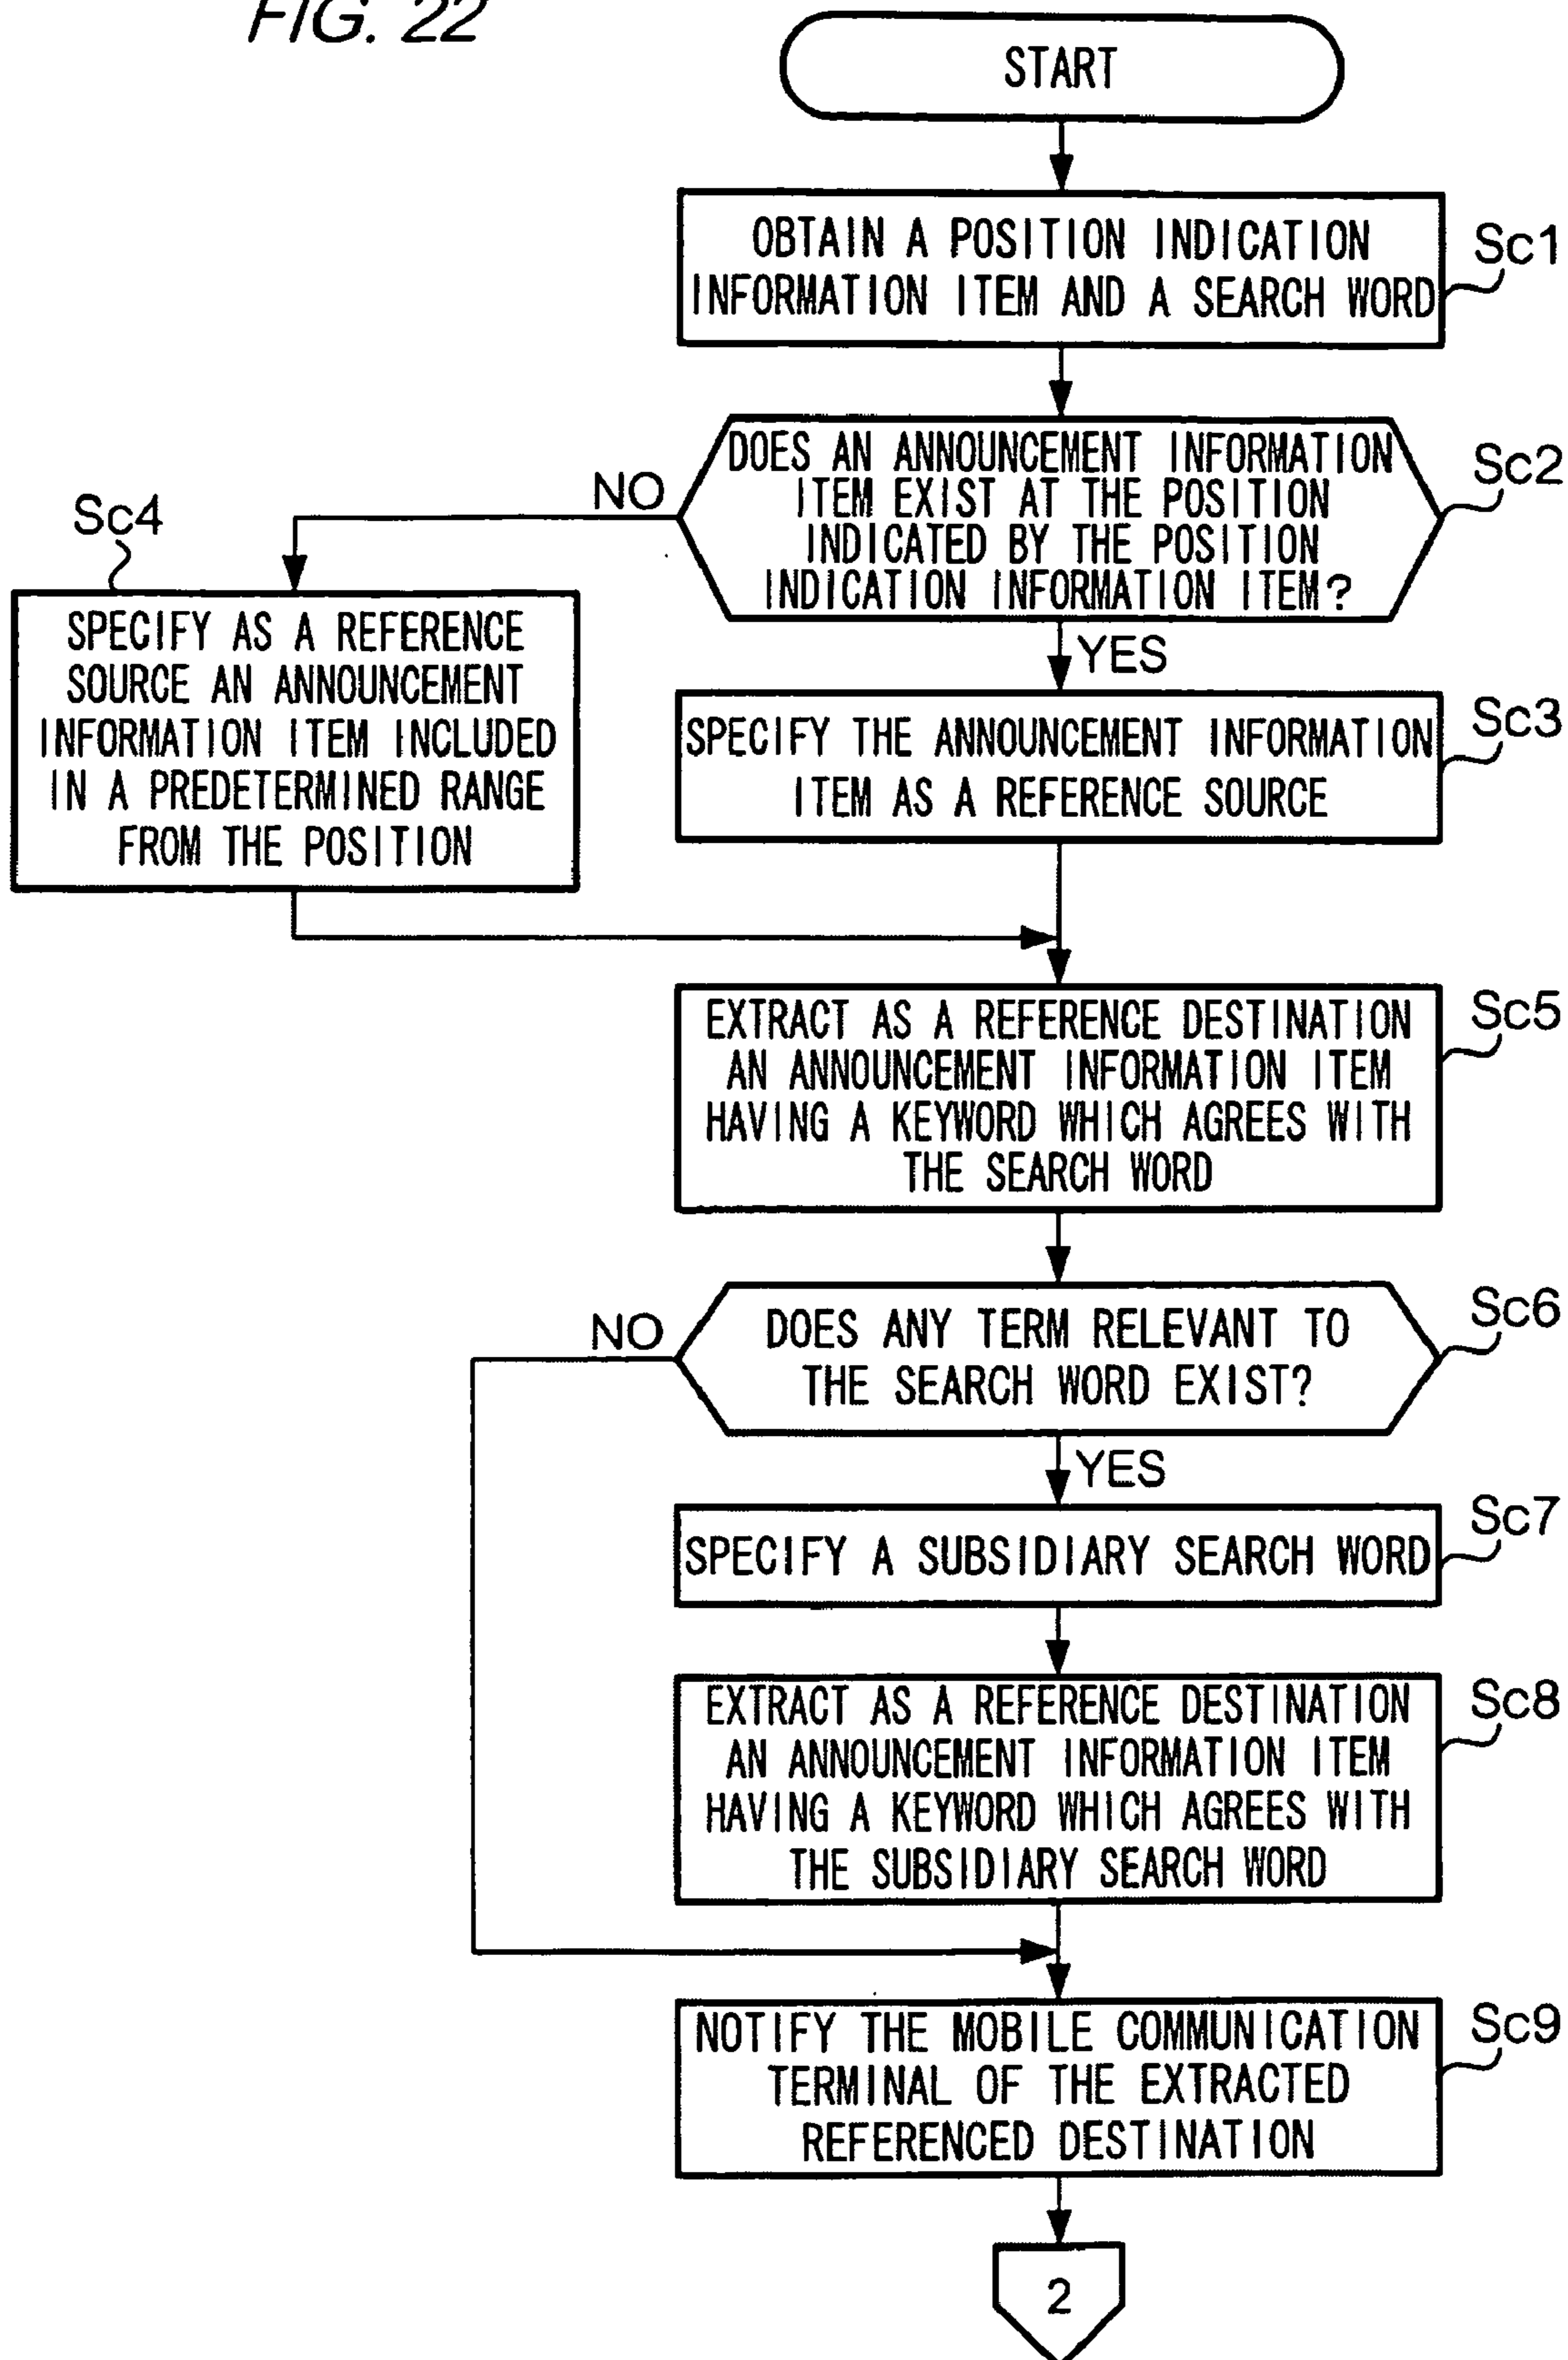 FIG. 22
START
OBTAIN A POSITION INDICATION
INFORMATION ITEM AND A SEARCH WORD
Sc1
DOES AN ANNOUNCEMENT INFORMATION
ITEM EXIST AT THE POSITION
INDICATED BY THE POSITION
INDICATION INFORMATION ITEM?
Sc2
NO
YES
Sc4
SPECIFY AS A REFERENCE
SOURCE AN ANNOUNCEMENT
INFORMATION ITEM INCLUDED
IN A PREDETERMINED RANGE
FROM THE POSITION
SPECIFY THE ANNOUNCEMENT INFORMATION
ITEM AS A REFERENCE SOURCE
Sc3
EXTRACT AS A REFERENCE DESTINATION
AN ANNOUNCEMENT INFORMATION ITEM
HAVING A KEYWORD WHICH AGREES WITH
THE SEARCH WORD
Sc5
DOES ANY TERM RELEVANT TO
THE SEARCH WORD EXIST?
Sc6
NO
YES
SPECIFY A SUBSIDIARY SEARCH WORD
Sc7
EXTRACT AS A REFERENCE DESTINATION
AN ANNOUNCEMENT INFORMATION ITEM
HAVING A KEYWORD WHICH AGREES WITH
THE SUBSIDIARY SEARCH WORD
Sc8
NOTIFY THE MOBILE COMMUNICATION
TERMINAL OF THE EXTRACTED
REFERENCED DESTINATION
Sc9
2